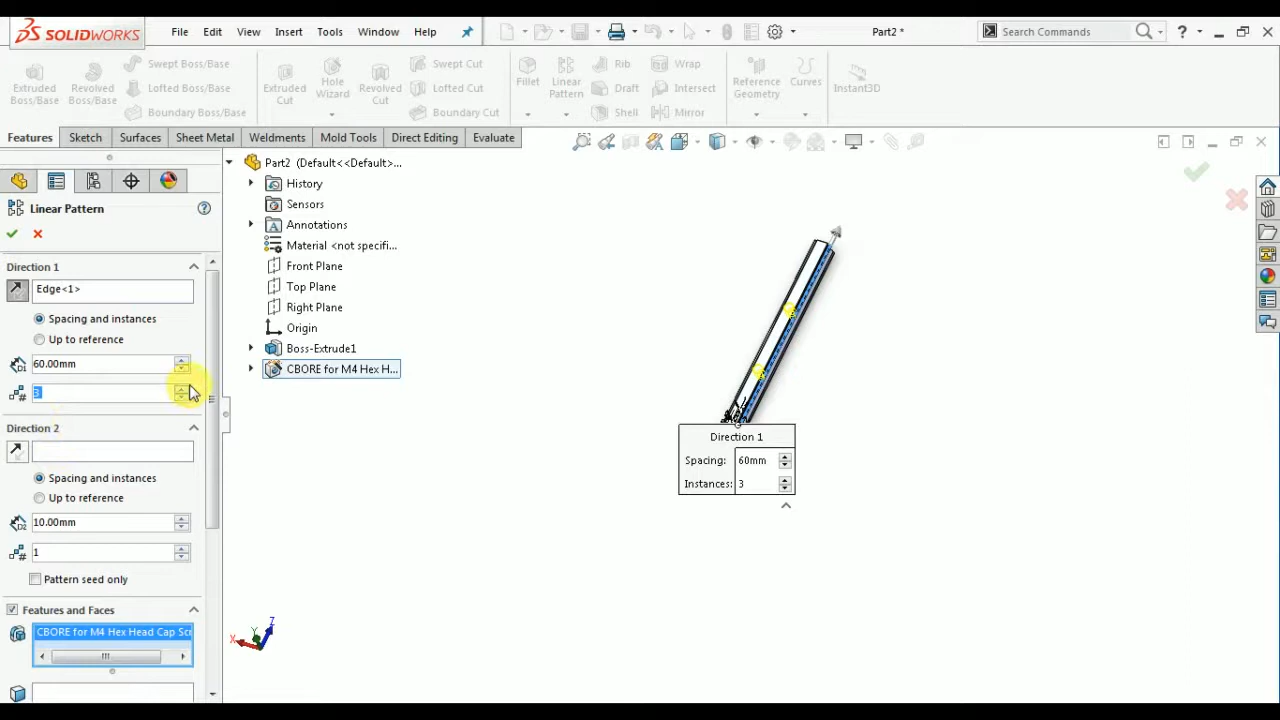 SOLIDWORKS
File Edit View Insert Tools Window Help
Part2 *
Search Commands
?
Extruded Boss/Base
Revolved Boss/Base
Swept Boss/Base
Lofted Boss/Base
Boundary Boss/Base
Extruded Cut
Hole Wizard
Revolved Cut
Swept Cut
Lofted Cut
Boundary Cut
Fillet
Linear Pattern
Rib
Draft
Shell
Wrap
Intersect
Mirror
Reference Geometry
Curves
Instant3D
Features Sketch Surfaces Sheet Metal Weldments Mold Tools Direct Editing Evaluate
Linear Pattern
?
Direction 1
Edge<1>
Spacing and instances
Up to reference
60.00mm
3
Direction 2
Spacing and instances
Up to reference
10.00mm
1
Pattern seed only
Features and Faces
CBORE for M4 Hex Head Cap Scr
Part2 (Default<<Default>...
History
Sensors
Annotations
Material <not specifi...
Front Plane
Top Plane
Right Plane
Origin
Boss-Extrude1
CBORE for M4 Hex H...
Direction 1
Spacing: 60mm
Instances: 3
Z
Y
X